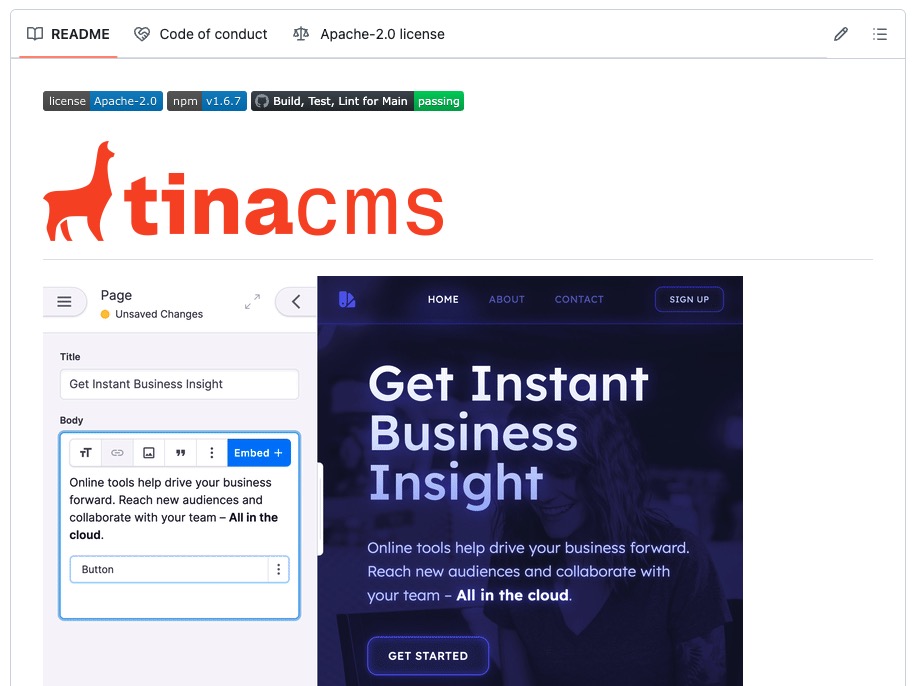 README Code of conduct Apache-2.0 license
license Apache-2.0 npm v1.6.7 Build, Test, Lint for Main passing
tinacms
Page
Unsaved Changes
Title
Get Instant Business Insight
Body
Embed +
Online tools help drive your business
forward. Reach new audiences and
collaborate with your team – All in the
cloud.
Button
HOME ABOUT CONTACT SIGN UP
Get Instant
Business
Insight
Online tools help drive your business forward.
Reach new audiences and collaborate with
your team – All in the cloud.
GET STARTED